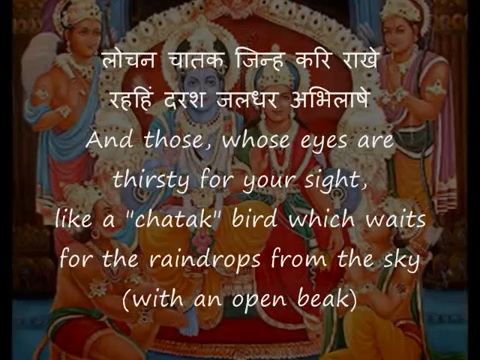 लोचन चातक जिन्ह करि राखे
रहहिं दरश जलधर अभिलाषे
And those, whose eyes are
thirsty for your sight,
like a "chatak" bird which waits
for the raindrops from the sky
(with an open beak)